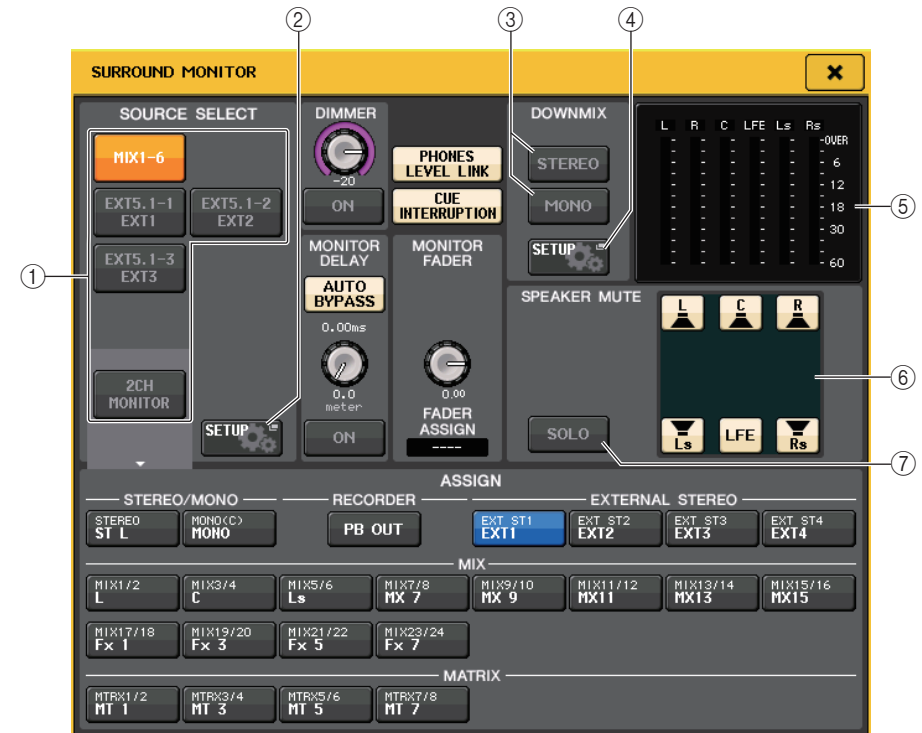 ② ③ ④
SURROUND MONITOR
SOURCE SELECT
MIX1-6
EXT5.1-1
EXT1
EXT5.1-2
EXT2
EXT5.1-3
EXT3
2CH
MONITOR
SETUP
①
DIMMER
-20
ON
PHONES
LEVEL LINK
CUE
INTERRUPTION
MONITOR
DELAY
AUTO
BYPASS
0.00ms
0.0
meter
ON
MONITOR
FADER
0.00
FADER
ASSIGN
----
DOWNMIX
STEREO
MONO
SETUP
L R C LFE Ls Rs
OVER
6
12
18
30
60
⑤
SPEAKER MUTE
L C R
Ls LFE Rs
⑥
SOLO
⑦
ASSIGN
STEREO/MONO RECORDER EXTERNAL STEREO
STEREO
ST L
MONO(C)
MONO
PB OUT
EXT ST1
EXT1
EXT ST2
EXT2
EXT ST3
EXT3
EXT ST4
EXT4
MIX
MIX1/2
L
MIX3/4
C
MIX5/6
Ls
MIX7/8
MX 7
MIX9/10
MX 9
MIX11/12
MX11
MIX13/14
MX13
MIX15/16
MX15
MIX17/18
Fx 1
MIX19/20
Fx 3
MIX21/22
Fx 5
MIX23/24
Fx 7
MATRIX
MTRX1/2
MT 1
MTRX3/4
MT 3
MTRX5/6
MT 5
MTRX7/8
MT 7